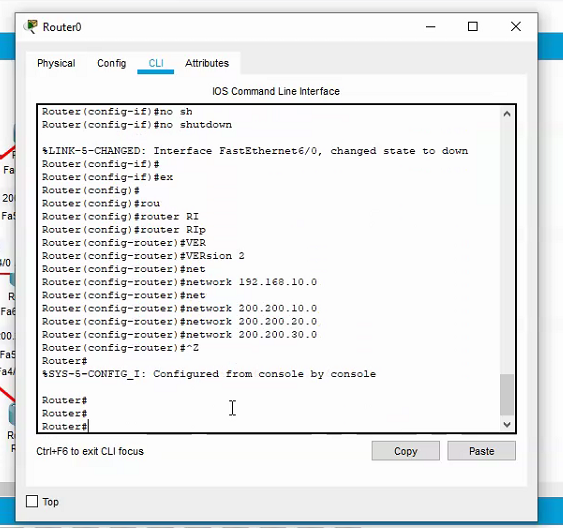 Router0
Physical Config CLI Attributes
IOS Command Line Interface
Router(config-if)#no sh
Router(config-if)#no shutdown
%LINK-5-CHANGED: Interface FastEthernet6/0, changed state to down
Router(config-if)#
Router(config-if)#ex
Router(config)#
Router(config)#rou
Router(config)#router RI
Router(config)#router RIp
Router(config-router)#VER
Router(config-router)#VERsion 2
Router(config-router)#net
Router(config-router)#network 192.168.10.0
Router(config-router)#net
Router(config-router)#network 200.200.10.0
Router(config-router)#network 200.200.20.0
Router(config-router)#network 200.200.30.0
Router(config-router)#^Z
Router#
%SYS-5-CONFIG_I: Configured from console by console
Router#
Router#
Router#
Ctrl+F6 to exit CLI focus
Copy
Paste
Top